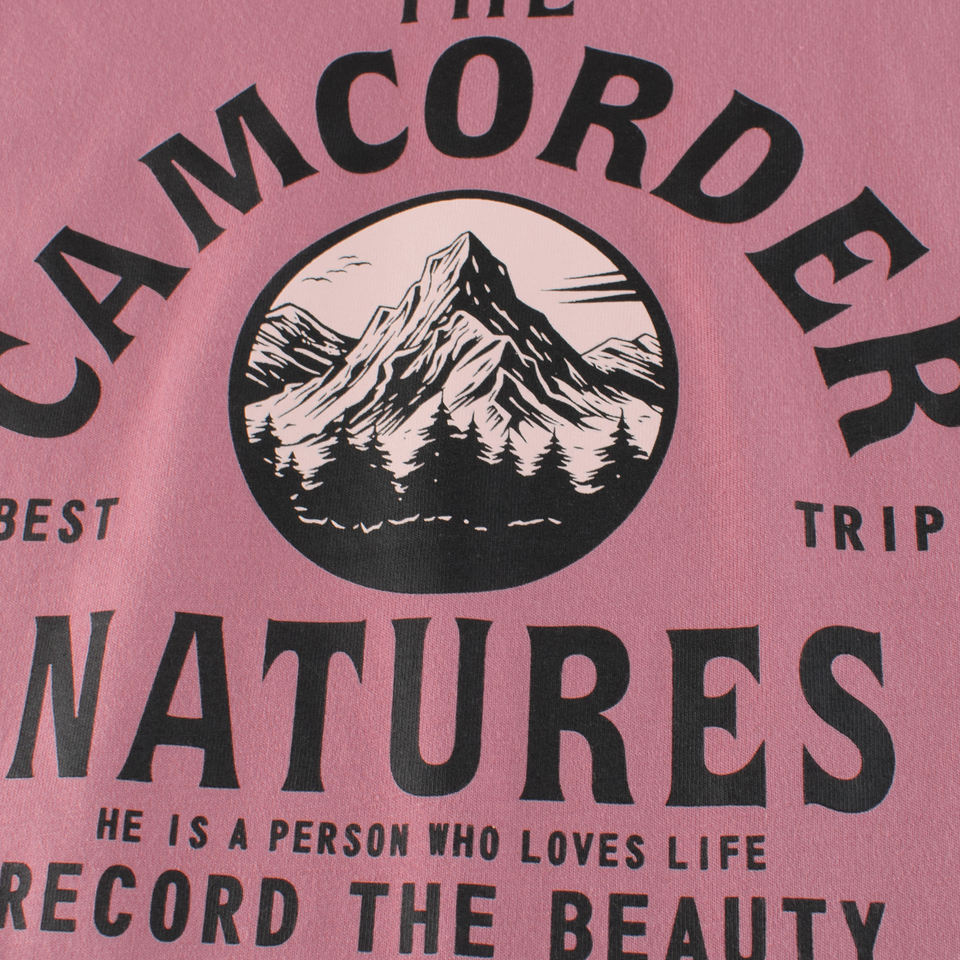 THE
CAMCORDER
BEST TRIP
NATURES
HE IS A PERSON WHO LOVES LIFE
RECORD THE BEAUTY